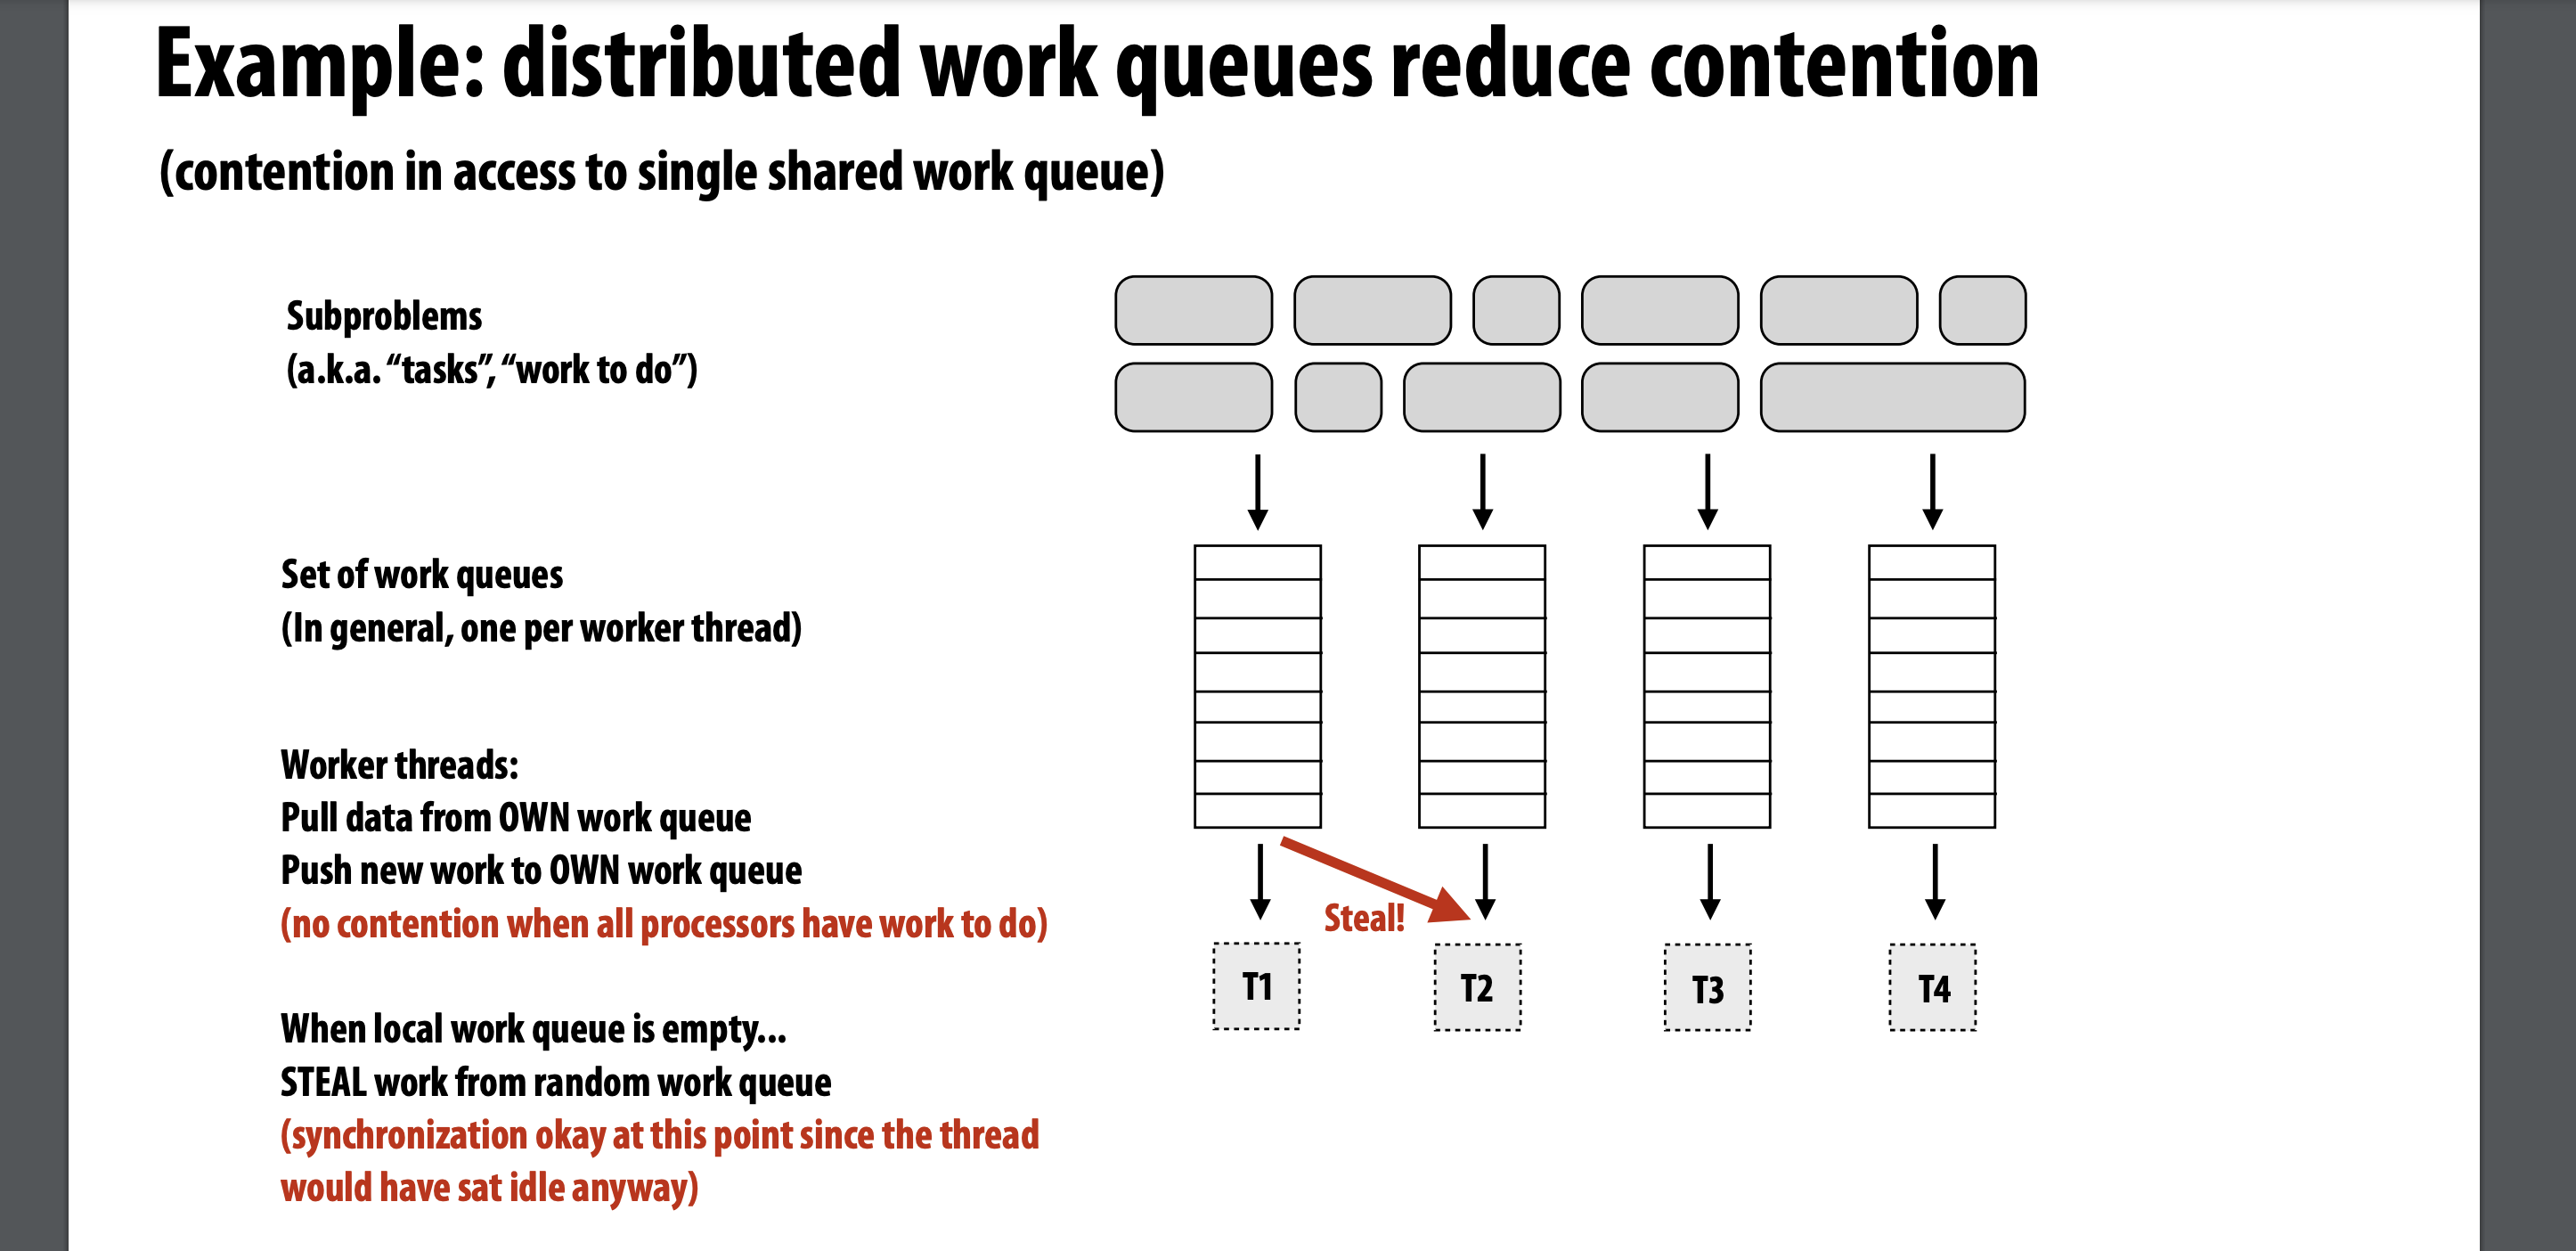 Example: distributed work queues reduce contention
(contention in access to single shared work queue)
Subproblems
(a.k.a. “tasks”, “work to do”)
Set of work queues
(In general, one per worker thread)
Worker threads:
Pull data from OWN work queue
Push new work to OWN work queue
(no contention when all processors have work to do)
When local work queue is empty...
STEAL work from random work queue
(synchronization okay at this point since the thread
would have sat idle anyway)
Steal!
T1
T2
T3
T4